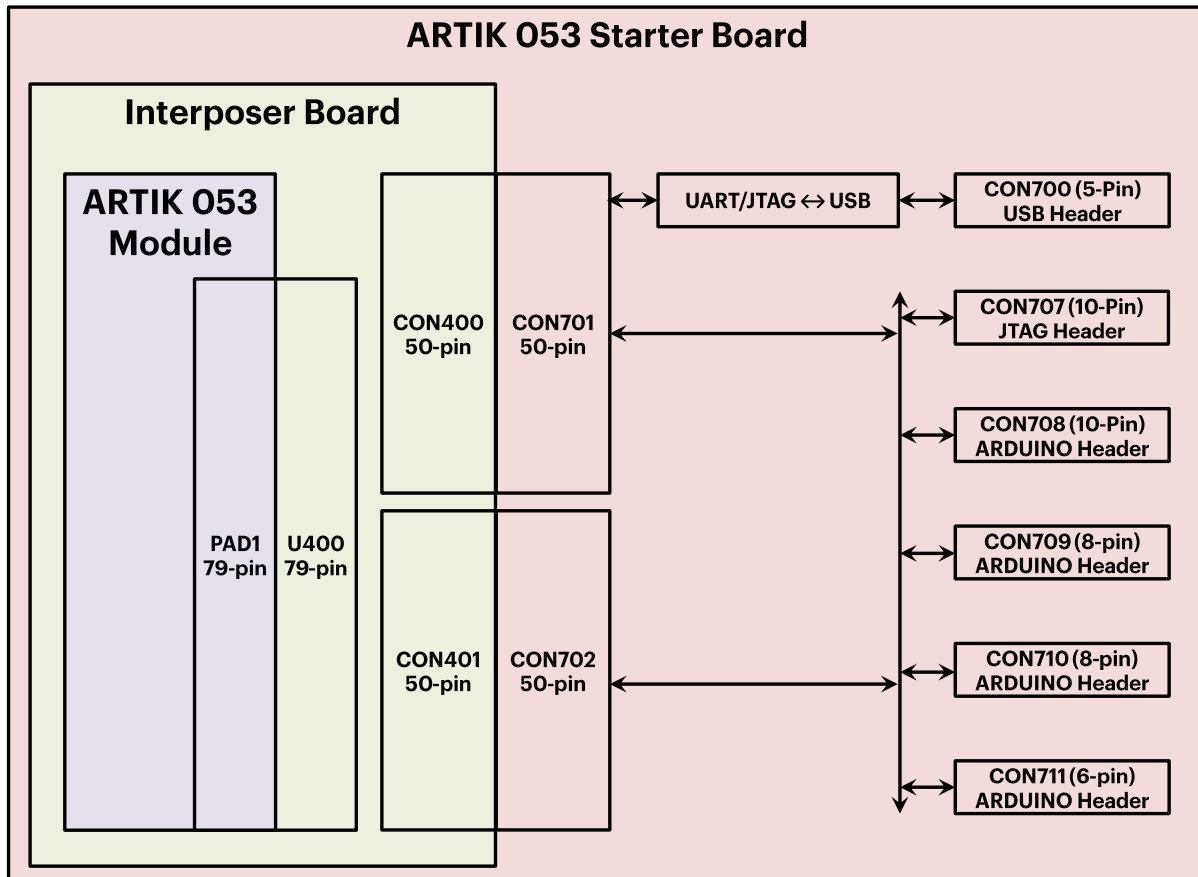 ARTIK 053 Starter Board
Interposer Board
ARTIK 053
Module
PAD1
79-pin
U400
79-pin
CON400
50-pin
CON701
50-pin
CON401
50-pin
CON702
50-pin
UART/JTAG ↔ USB
CON700 (5-Pin)
USB Header
CON707 (10-Pin)
JTAG Header
CON708 (10-Pin)
ARDUINO Header
CON709 (8-pin)
ARDUINO Header
CON710 (8-pin)
ARDUINO Header
CON711 (6-pin)
ARDUINO Header